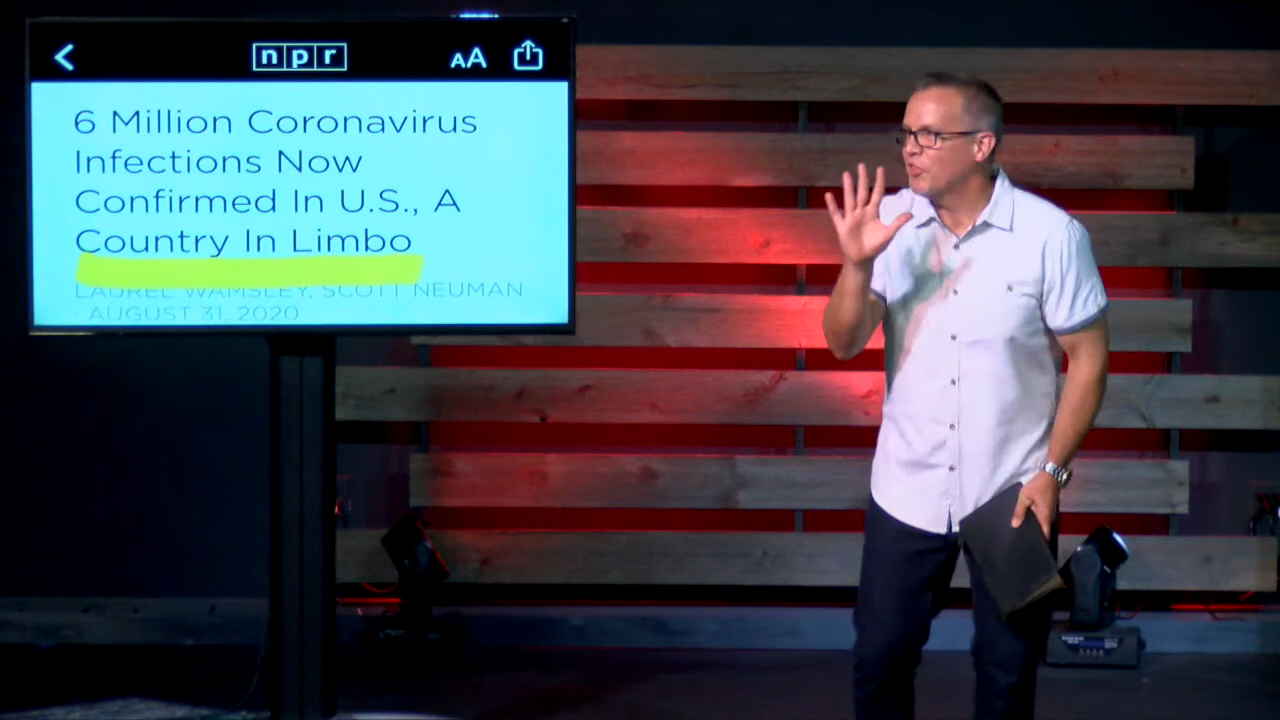 npr
AA
6 Million Coronavirus
Infections Now
Confirmed In U.S., A
Country In Limbo
LAUREL WAMSLEY, SCOTT NEUMAN
· AUGUST 31, 2020